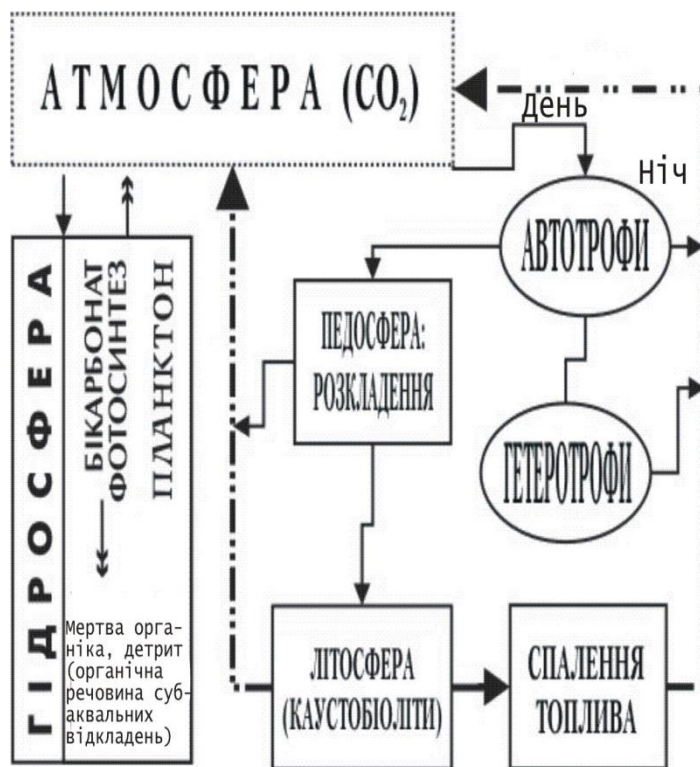 АТМОСФЕРА (CO₂)
День
Ніч
АВТОТРОФИ
ПЕДОСФЕРА:
РОЗКЛАДЕННЯ
ГЕТЕРОТРОФИ
ГІДРОСФЕРА
БІКАРБОНАТ
ФОТОСИНТЕЗ
ПЛАНКТОН
Мертва орга-
ніка, детрит
(органічна
речовина суб-
аквальних
відкладень)
ЛІТОСФЕРА
(КАУСТОБІОЛІТИ)
СПАЛЕННЯ
ТОПЛИВА